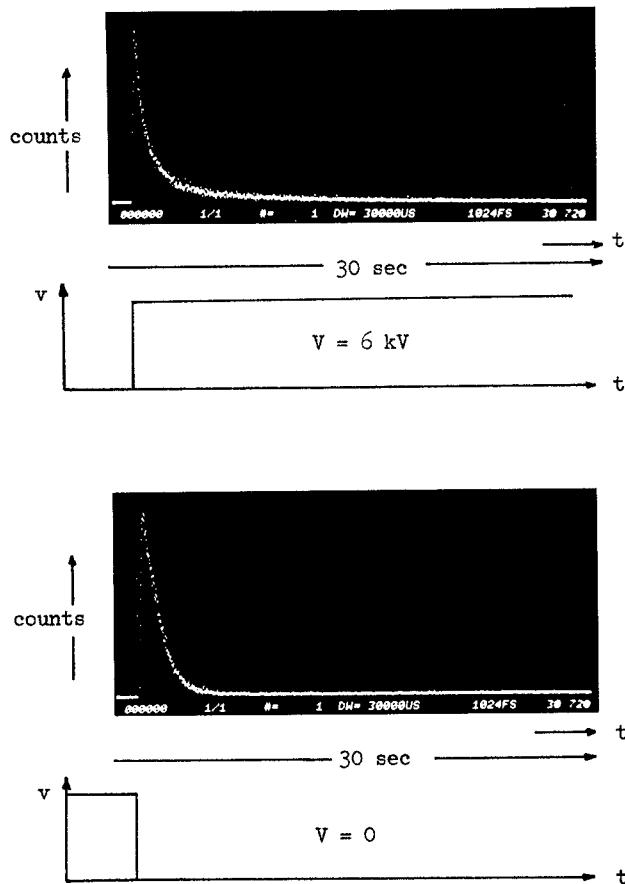 counts
000000 1/1 #= 1 DW= 30000US 1024FS 30 720
t
30 sec
v
V = 6 kV
t
counts
000000 1/1 #= 1 DW= 30000US 1024FS 30 720
t
30 sec
v
V = 0
t